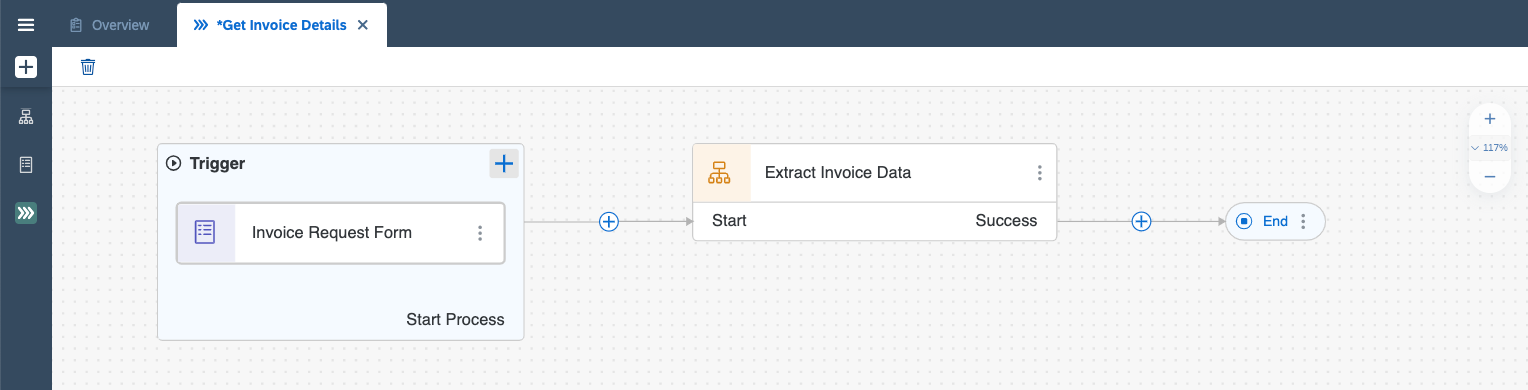 Overview
*Get Invoice Details
Trigger
Invoice Request Form
Start Process
Extract Invoice Data
Start
Success
End
117%